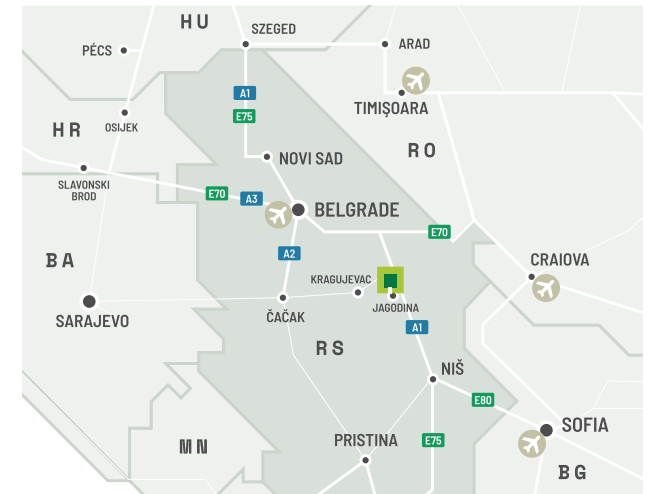 HU
SZEGED
PÉCS
ARAD
A1
TIMIŞOARA
E75
OSIJEK
HR
RO
NOVI SAD
SLAVONSKI
BROD
E70
A3
BELGRADE
E70
A2
BA
CRAIOVA
KRAGUJEVAC
JAGODINA
SARAJEVO
ČAČAK
A1
RS
NIŠ
E80
SOFIA
PRISTINA
E75
MN
BG